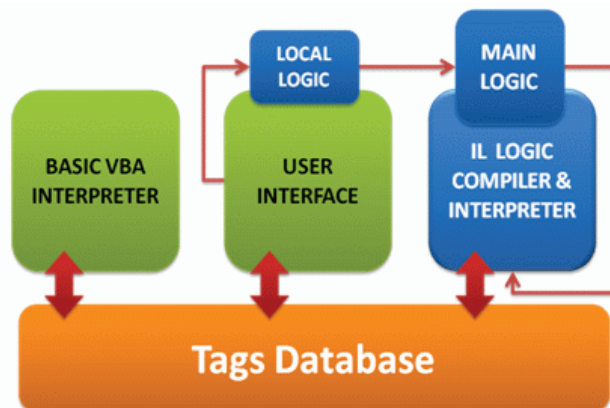 LOCAL
LOGIC
MAIN
LOGIC
BASIC VBA
INTERPRETER
USER
INTERFACE
IL LOGIC
COMPILER &
INTERPRETER
Tags Database